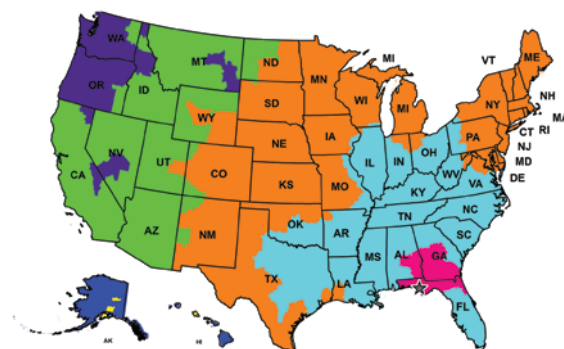 MI
VT
WA
MT
ND
MN
ME
OR
ID
SD
WI
MI
NY
NH
MA
WY
IA
PA
CT
RI
NJ
NV
UT
NE
IL
IN
OH
MD
CA
CO
KS
MO
WV
VA
DE
KY
AZ
NM
OK
AR
TN
NC
SC
TX
LA
MS
AL
GA
FL
AK
HI